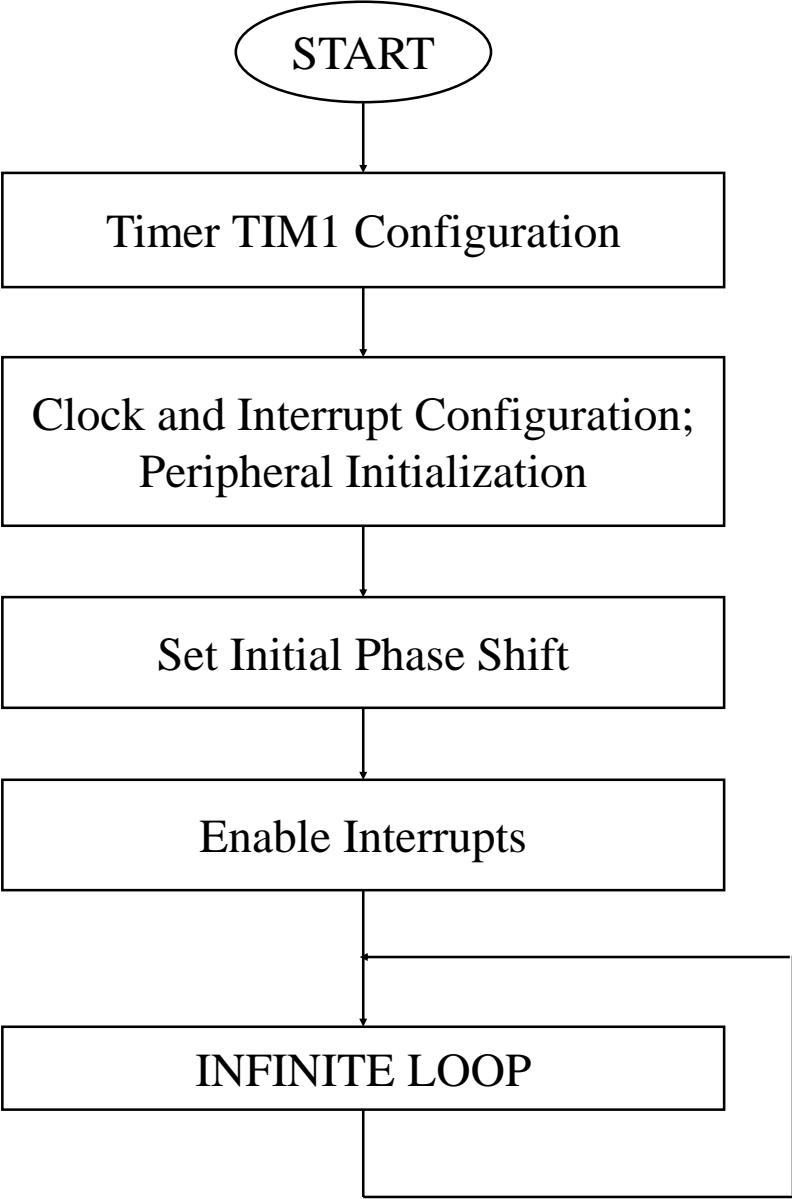 START
Timer TIM1 Configuration
Clock and Interrupt Configuration;
Peripheral Initialization
Set Initial Phase Shift
Enable Interrupts
INFINITE LOOP